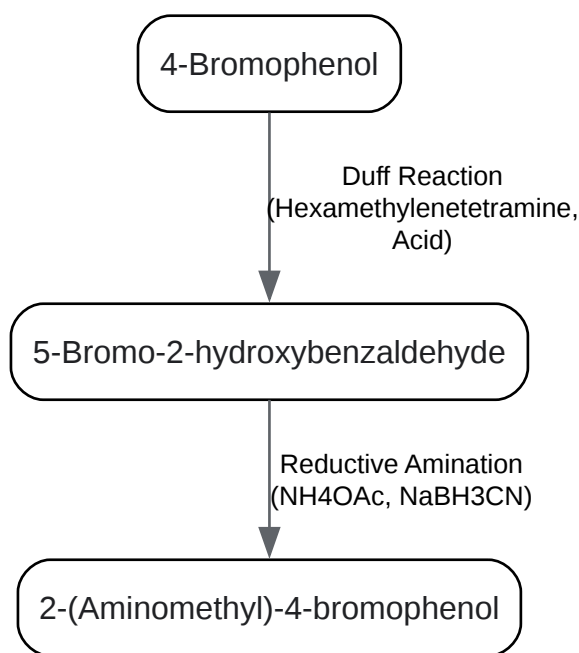 4-Bromophenol
Duff Reaction
(Hexamethylenetetramine,
Acid)
5-Bromo-2-hydroxybenzaldehyde
Reductive Amination
(NH4OAc, NaBH3CN)
2-(Aminomethyl)-4-bromophenol